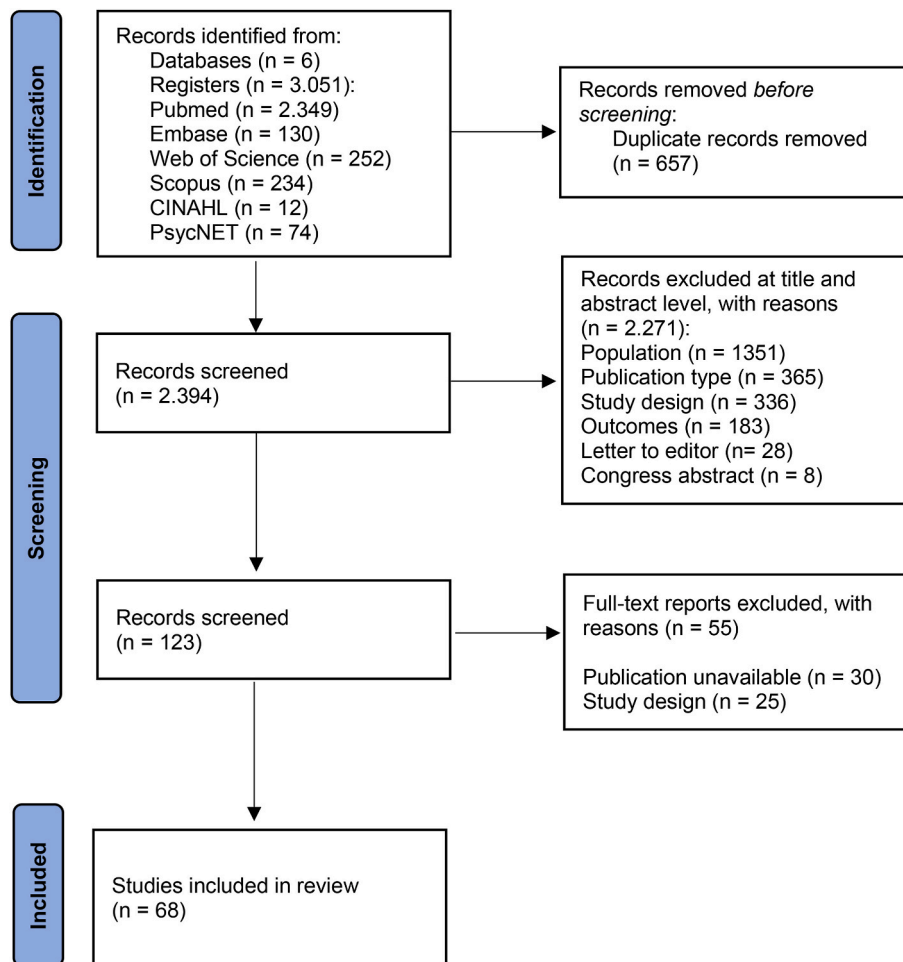 Identification
Records identified from:
Databases (n = 6)
Registers (n = 3.051):
Pubmed (n = 2.349)
Embase (n = 130)
Web of Science (n = 252)
Scopus (n = 234)
CINAHL (n = 12)
PsycNET (n = 74)
Records removed before
screening:
Duplicate records removed
(n = 657)
Screening
Records screened
(n = 2.394)
Records excluded at title and
abstract level, with reasons
(n = 2.271):
Population (n = 1351)
Publication type (n = 365)
Study design (n = 336)
Outcomes (n = 183)
Letter to editor (n= 28)
Congress abstract (n = 8)
Records screened
(n = 123)
Full-text reports excluded, with
reasons (n = 55)
Publication unavailable (n = 30)
Study design (n = 25)
Included
Studies included in review
(n = 68)